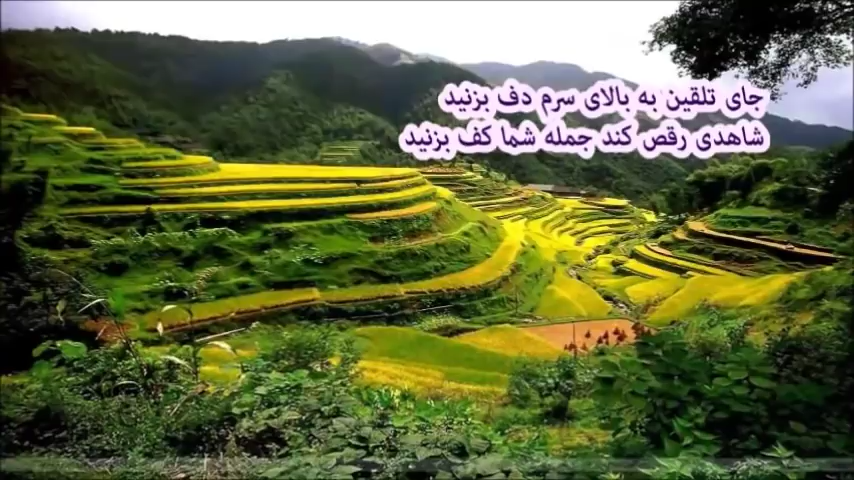 جای تلقین به بالای سرم دف بزنید
شاهدی رقص کند جمله شما کف بزنید